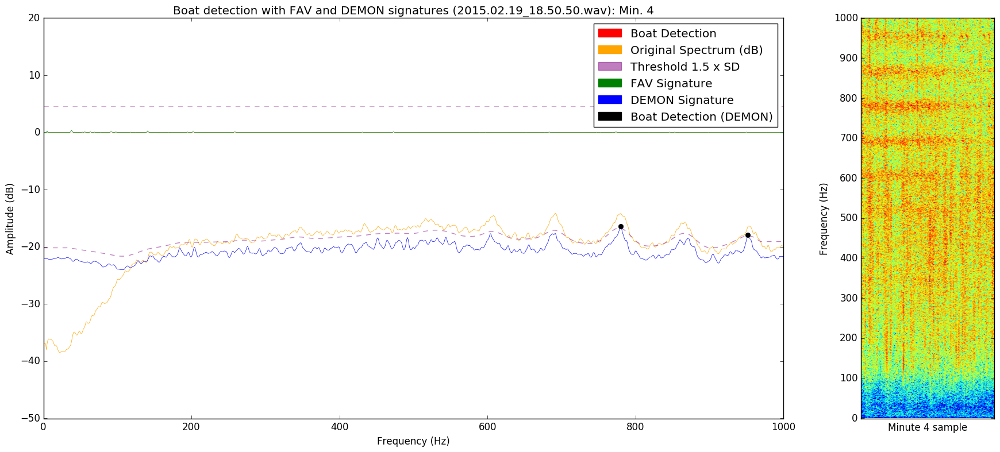 Boat detection with FAV and DEMON signatures (2015.02.19_18.50.50.wav): Min. 4
20
10
0
−10
−20
−30
−40
−50
Amplitude (dB)
0
200
400
600
800
1000
Frequency (Hz)
Boat Detection
Original Spectrum (dB)
Threshold 1.5 x SD
FAV Signature
DEMON Signature
Boat Detection (DEMON)
1000
900
800
700
600
500
400
300
200
100
0
Frequency (Hz)
Minute 4 sample